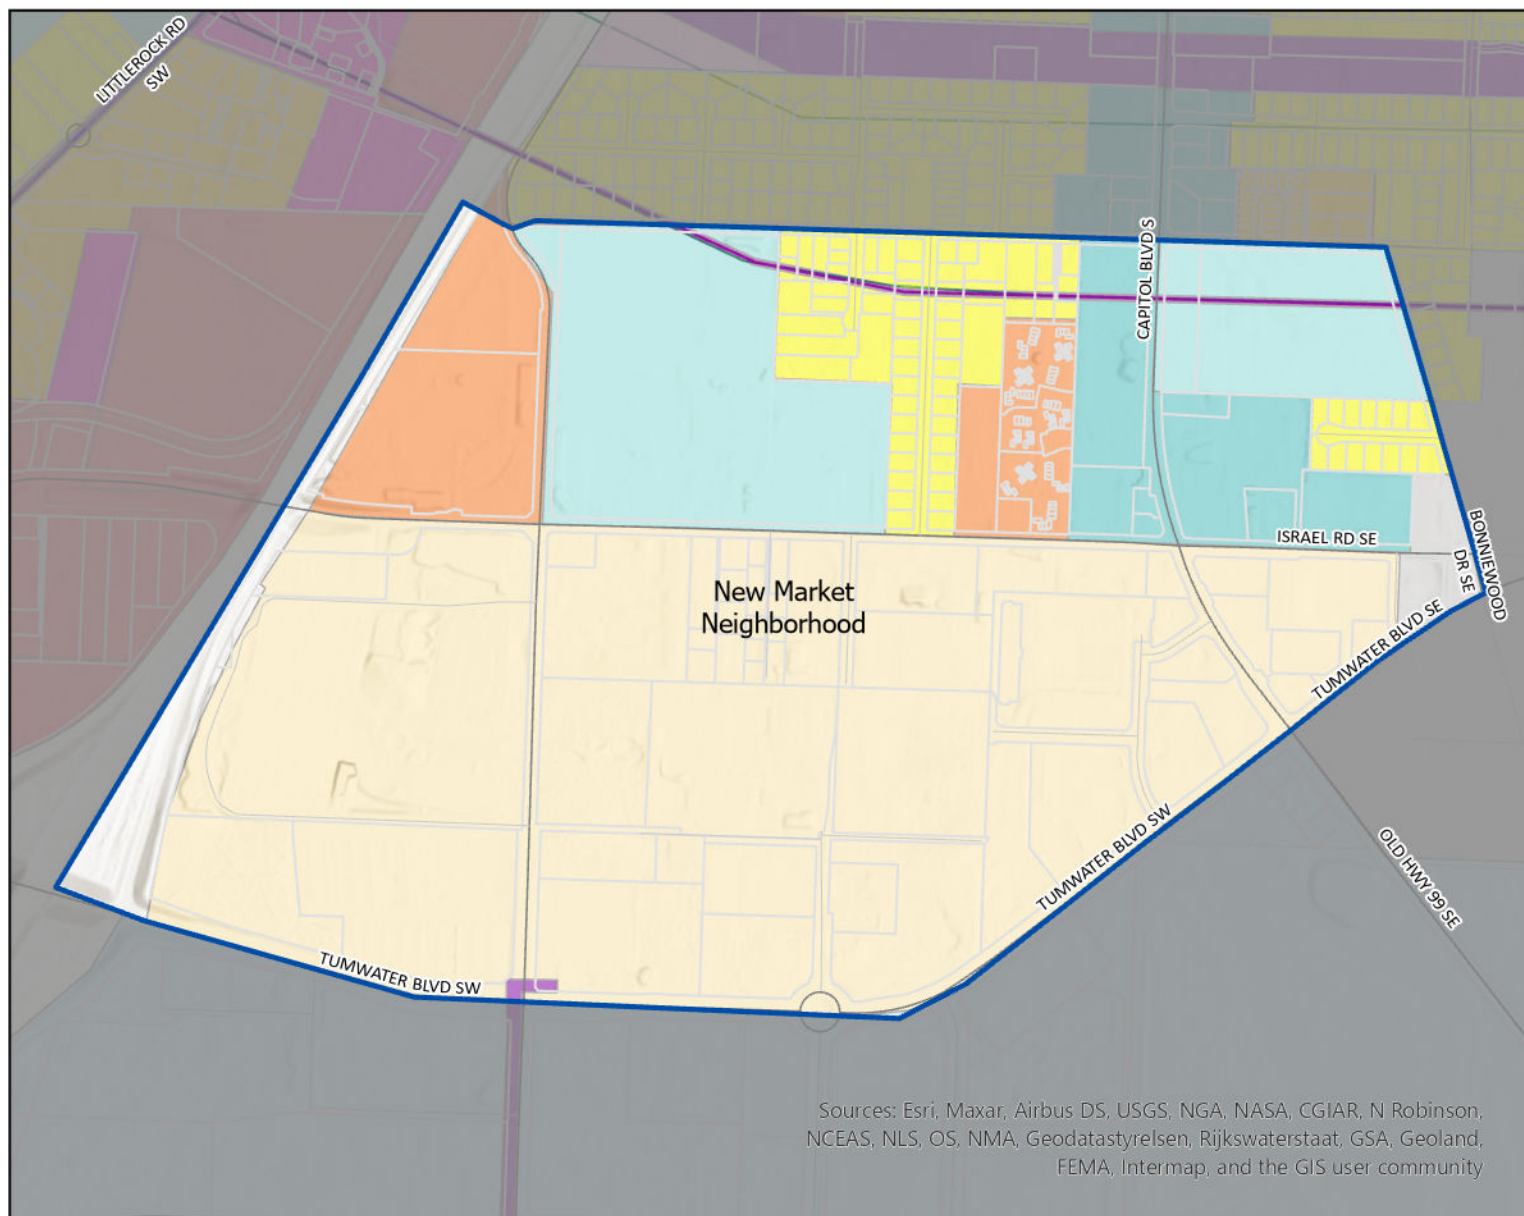 LITTLEROCK RD
SW
CAPITOL BLVD S
ISRAEL RD SE
BONNIEWOOD
DR SE
New Market
Neighborhood
TUMWATER BLVD SE
TUMWATER BLVD SW
OLD HWY 99 SE
TUMWATER BLVD SW
Sources: Esri, Maxar, Airbus DS, USGS, NGA, NASA, CGIAR, N Robinson,
NCEAS, NLS, OS, NMA, Geodatastyrelsen, Rijkswaterstaat, GSA, Geoland,
FEMA, Intermap, and the GIS user community